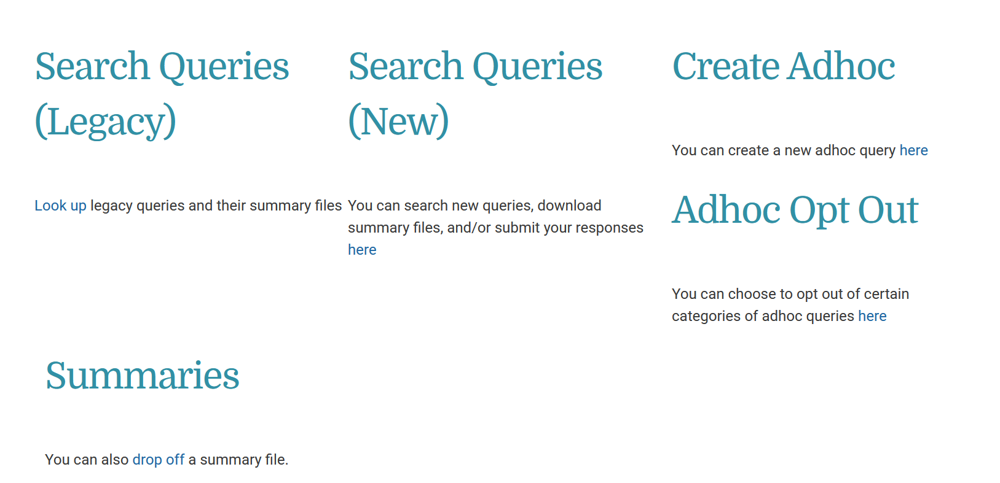 Search Queries
(Legacy)
Look up legacy queries and their summary files
Search Queries
(New)
You can search new queries, download
summary files, and/or submit your responses
here
Create Adhoc
You can create a new adhoc query here
Adhoc Opt Out
You can choose to opt out of certain
categories of adhoc queries here
Summaries
You can also drop off a summary file.